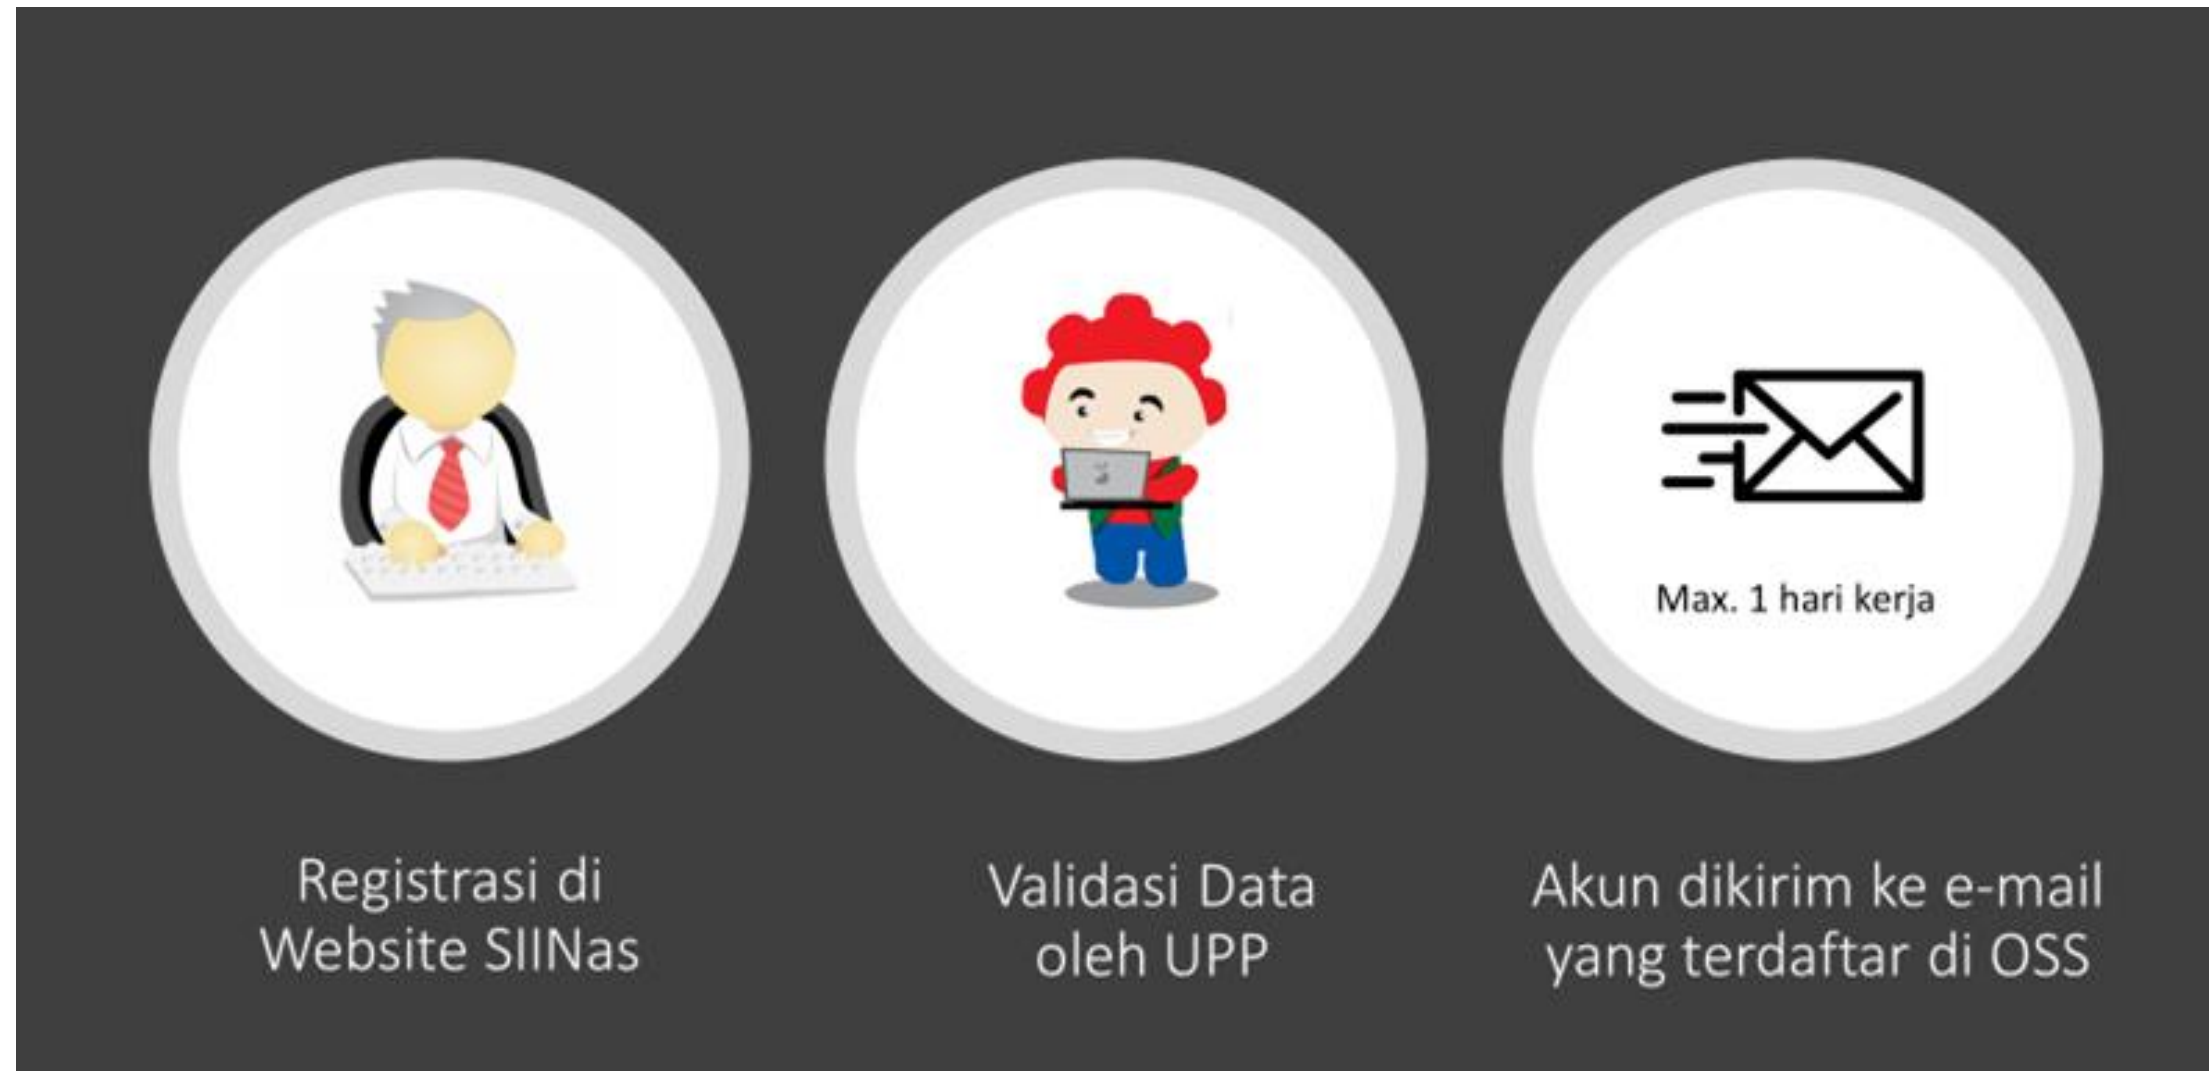 Max. 1 hari kerja
Registrasi di
Website SIINas
Validasi Data
oleh UPP
Akun dikirim ke e-mail
yang terdaftar di OSS